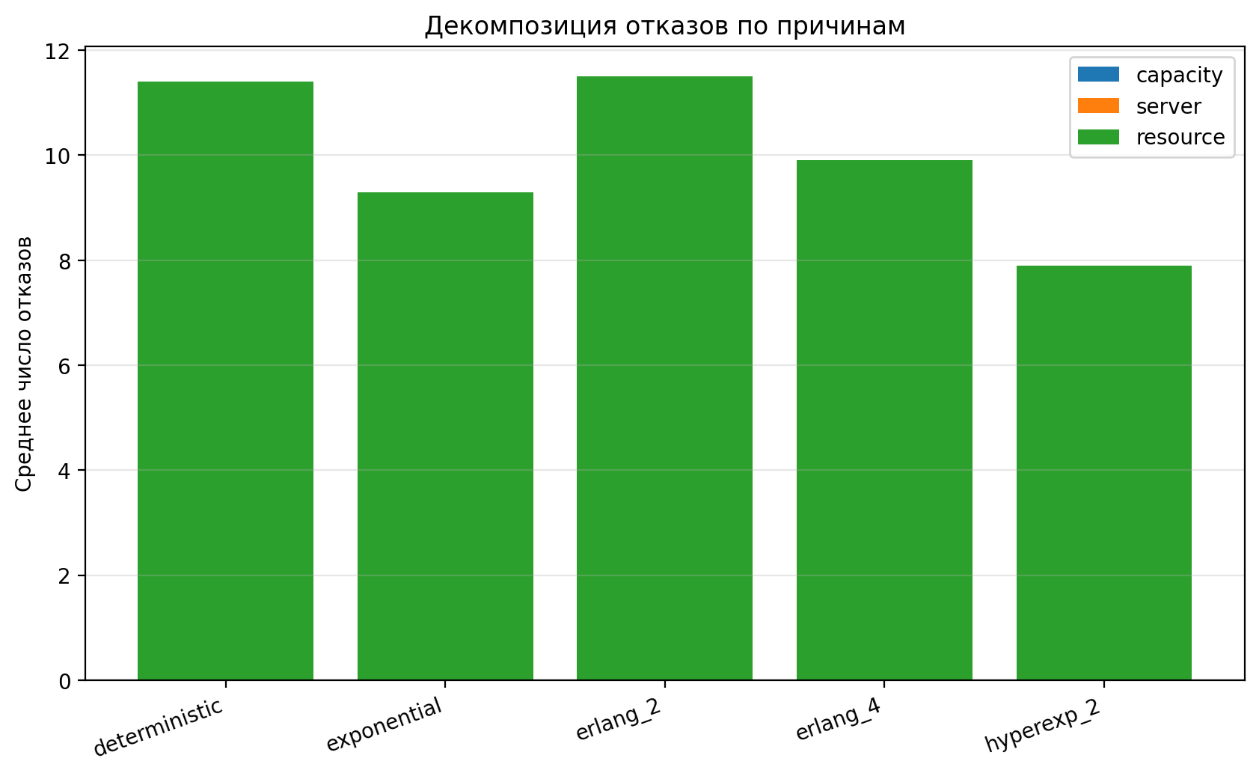 Декомпозиция отказов по причинам
Среднее число отказов
12
10
8
6
4
2
0
capacity
server
resource
deterministic
exponential
erlang_2
erlang_4
hyperexp_2